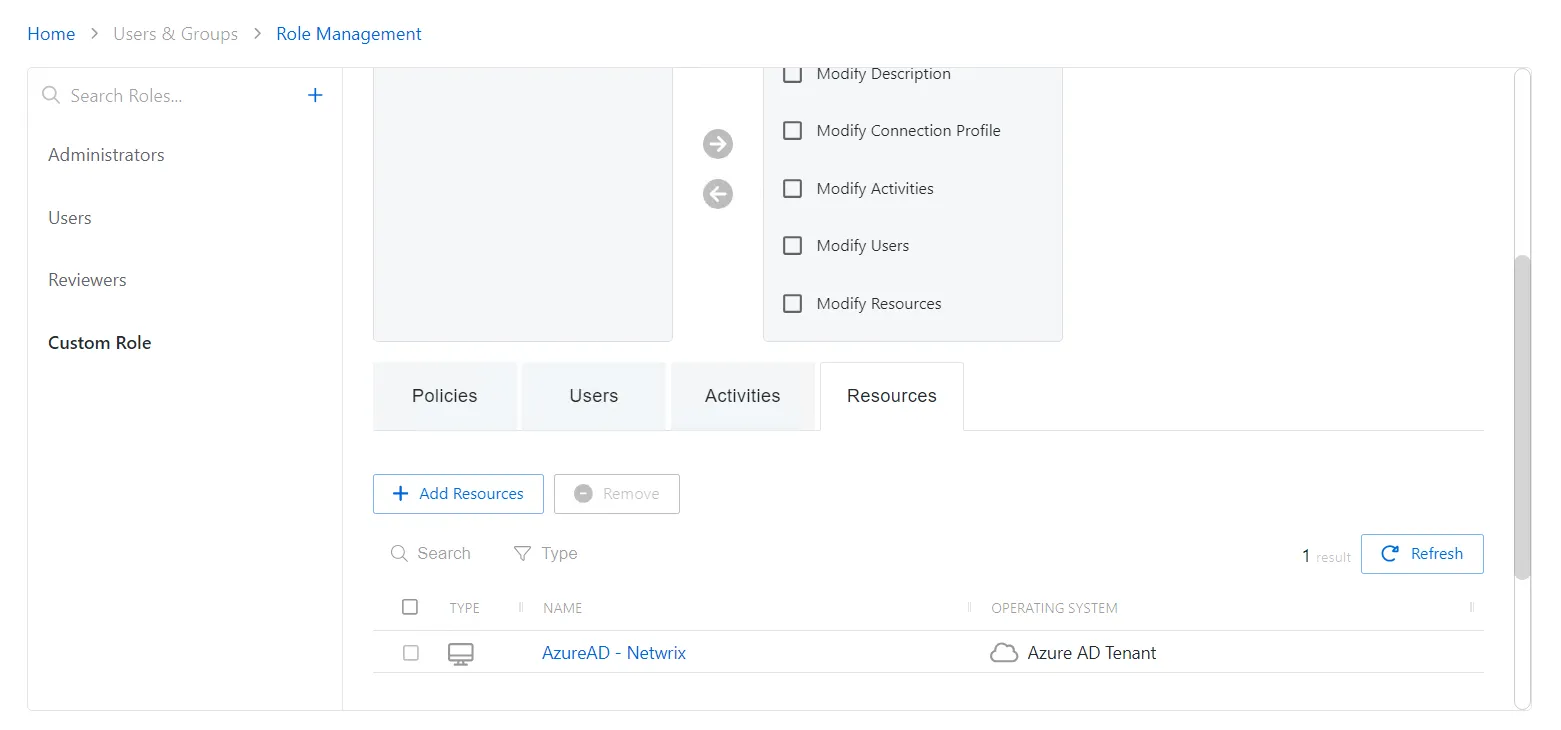 Home > Users & Groups > Role Management
Search Roles...
Administrators
Users
Reviewers
Custom Role
Modify Description
Modify Connection Profile
Modify Activities
Modify Users
Modify Resources
Policies Users Activities Resources
Add Resources Remove
Search Type 1 result Refresh
TYPE NAME OPERATING SYSTEM
AzureAD - Netwrix Azure AD Tenant